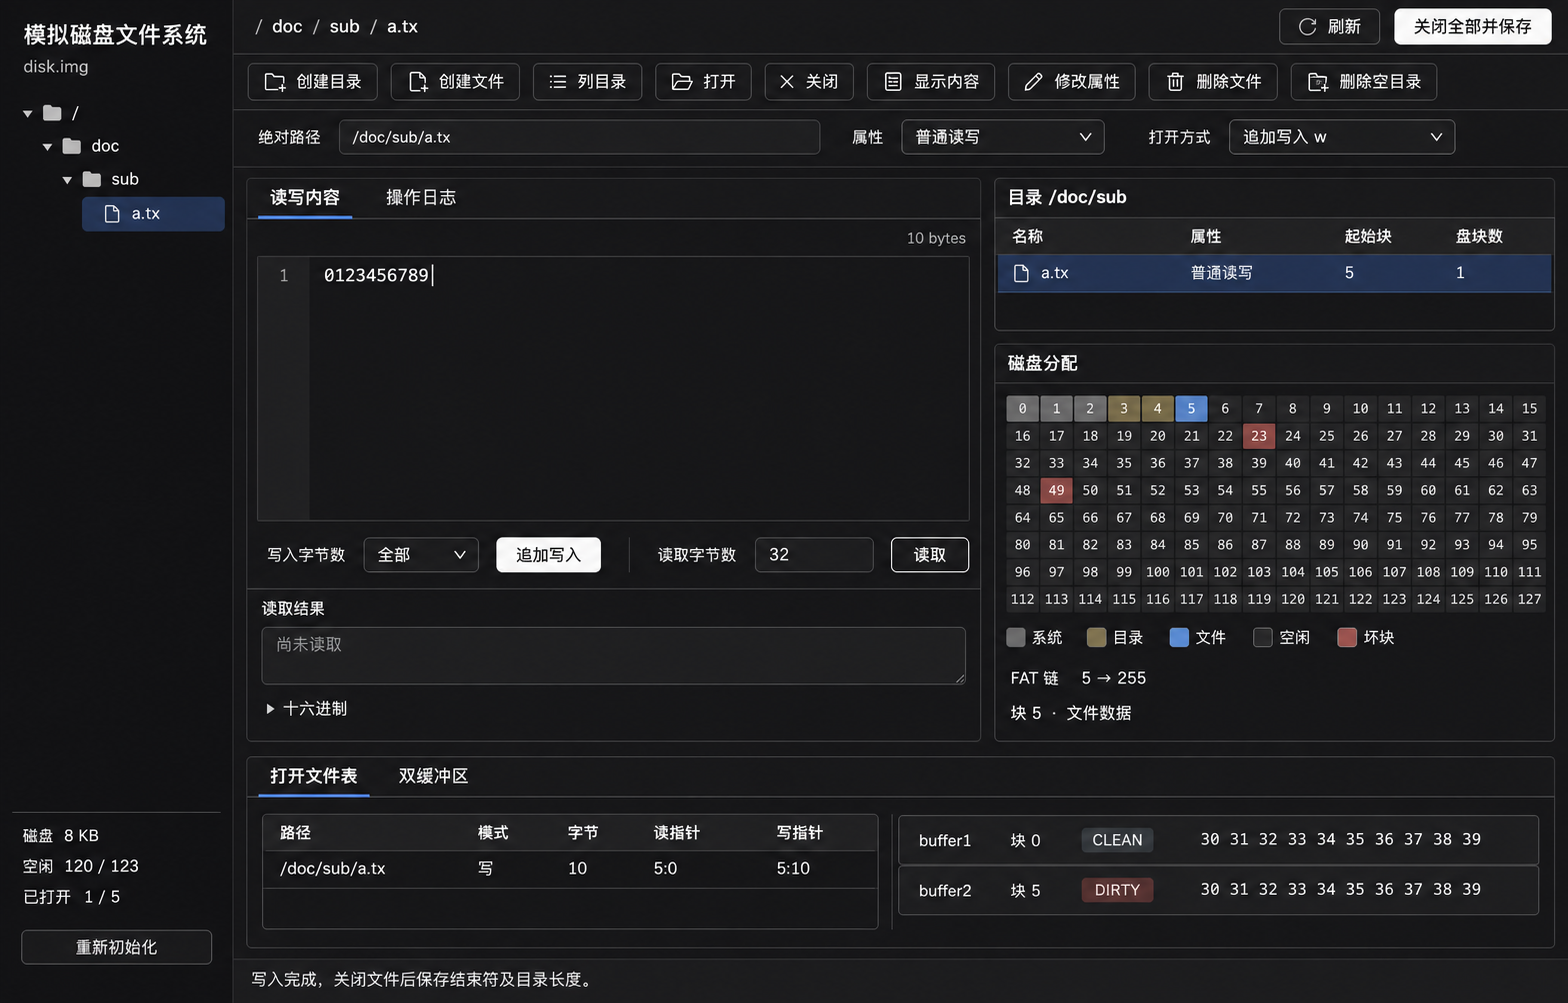 模拟磁盘文件系统
disk.img
/
doc
sub
a.tx
磁盘 8 KB
空闲 120 / 123
已打开 1 / 5
重新初始化
/ doc / sub / a.tx
刷新 关闭全部并保存
创建目录 创建文件 列目录 打开 关闭 显示内容 修改属性 删除文件 删除空目录
绝对路径 /doc/sub/a.tx 属性 普通读写 打开方式 追加写入 w
读写内容 操作日志
10 bytes
1 0123456789
写入字节数 全部 追加写入 读取字节数 32 读取
读取结果
尚未读取
十六进制
目录 /doc/sub
名称 属性 起始块 盘块数
a.tx 普通读写 5 1
磁盘分配
0 1 2 3 4 5 6 7 8 9 10 11 12 13 14 15
16 17 18 19 20 21 22 23 24 25 26 27 28 29 30 31
32 33 34 35 36 37 38 39 40 41 42 43 44 45 46 47
48 49 50 51 52 53 54 55 56 57 58 59 60 61 62 63
64 65 66 67 68 69 70 71 72 73 74 75 76 77 78 79
80 81 82 83 84 85 86 87 88 89 90 91 92 93 94 95
96 97 98 99 100 101 102 103 104 105 106 107 108 109 110 111
112 113 114 115 116 117 118 119 120 121 122 123 124 125 126 127
系统 目录 文件 空闲 坏块
FAT 链 5 → 255
块 5 · 文件数据
打开文件表 双缓冲区
路径 模式 字节 读指针 写指针
/doc/sub/a.tx 写 10 5:0 5:10
buffer1 块 0 CLEAN 30 31 32 33 34 35 36 37 38 39
buffer2 块 5 DIRTY 30 31 32 33 34 35 36 37 38 39
写入完成，关闭文件后保存结束符及目录长度。